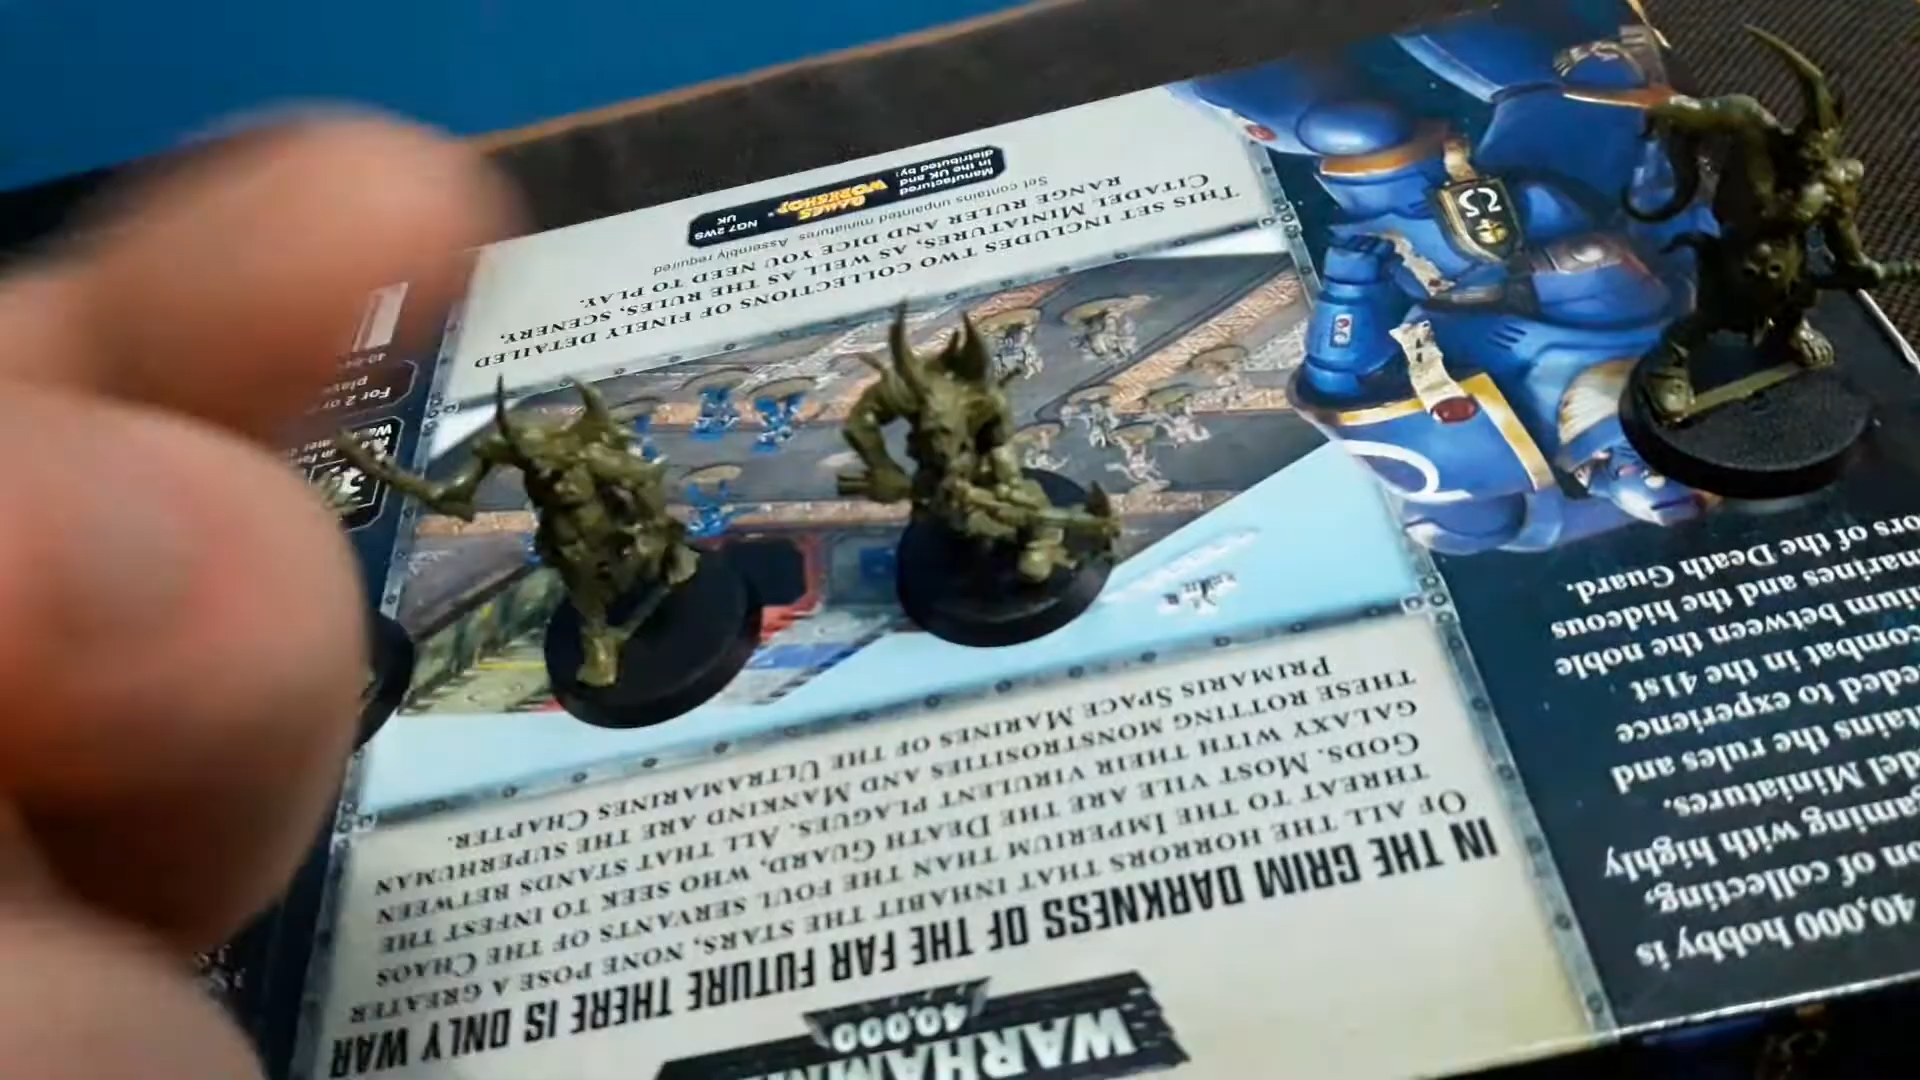 WARHAMM
40,000
IN THE GRIM DARKNESS OF THE FAR FUTURE THERE IS ONLY WAR
OF ALL THE HORRORS THAT INHABIT THE STARS, NONE POSE A GREATER
THREAT TO THE IMPERIUM THAN THE FOUL SERVANTS OF THE CHAOS
GODS. MOST VILE ARE THE DEATH GUARD, WHO SEEK TO INFEST THE
GALAXY WITH THEIR VIRULENT PLAGUES. ALL THAT STANDS BETWEEN
THESE ROTTING MONSTROSITIES AND MANKIND ARE THE SUPERHUMAN
PRIMARIS SPACE MARINES OF THE ULTRAMARINES CHAPTER.
THIS SET INCLUDES TWO COLLECTIONS OF FINELY DETAILED
CITADEL MINIATURES, AS WELL AS THE RULES, SCENERY,
RANGE RULER AND DICE YOU NEED TO PLAY.
Set contains unpainted miniatures. Assembly required
Manufactured
in the UK and
distributed by:
GAMES
WORKSHOP
NG7 2WS
UK
40,000 hobby is
on of collecting,
gaming with highly
del Miniatures.
tains the rules and
eded to experience
combat in the 41st
nium between the noble
marines and the hideous
ors of the Death Guard.
For 2 or
playe